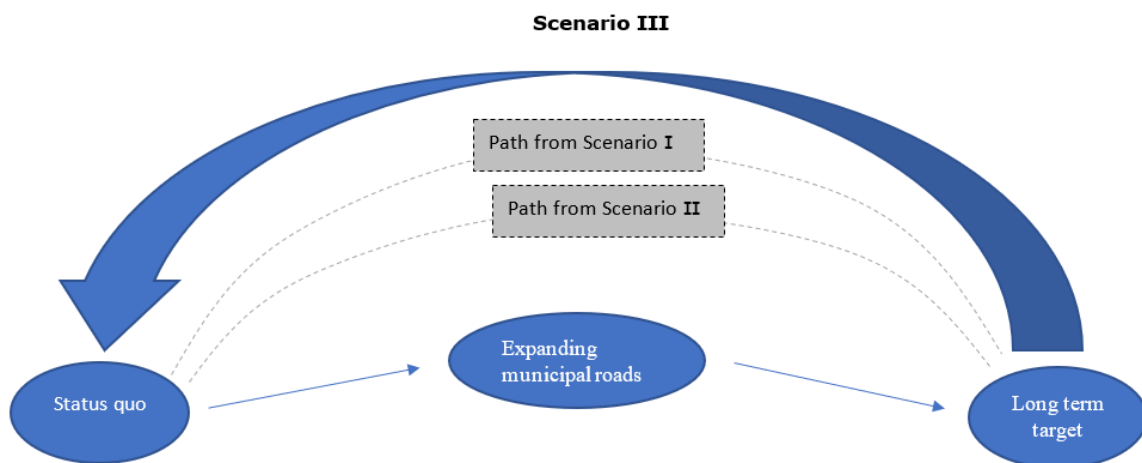 Scenario III
Path from Scenario I
Path from Scenario II
Expanding
municipal roads
Status quo
Long term
target